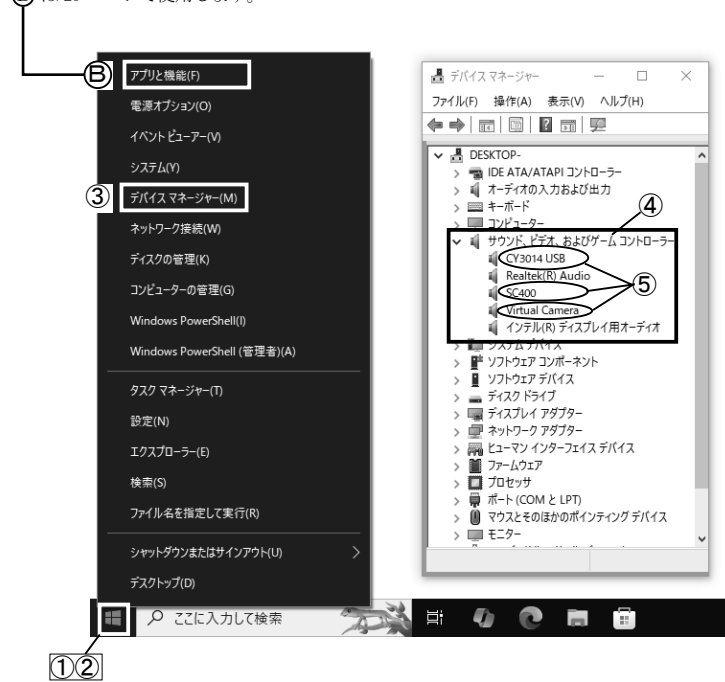 Ⓑ
アプリと機能(F)
電源オプション(O)
イベント ビューアー(V)
システム(Y)
③
デバイス マネージャー(M)
ネットワーク接続(W)
ディスクの管理(K)
コンピューターの管理(G)
Windows PowerShell(I)
Windows PowerShell (管理者)(A)
タスク マネージャー(T)
設定(N)
エクスプローラー(E)
検索(S)
ファイル名を指定して実行(R)
シャットダウンまたはサインアウト(U)
デスクトップ(D)
ここに入力して検索
①②
デバイス マネージャー
ファイル(F) 操作(A) 表示(V) ヘルプ(H)
DESKTOP-
IDE ATA/ATAPI コントローラー
オーディオの入力および出力
キーボード
コンピューター
④
サウンド、ビデオ、およびゲーム コントローラー
CY3014 USB
Realtek(R) Audio
SC400
⑤
Virtual Camera
インテル(R) ディスプレイ用オーディオ
システム デバイス
ソフトウェア コンポーネント
ソフトウェア デバイス
ディスク ドライブ
ディスプレイ アダプター
ネットワーク アダプター
ヒューマン インターフェイス デバイス
ファームウェア
プロセッサ
ポート (COM と LPT)
マウスとそのほかのポインティング デバイス
モニター